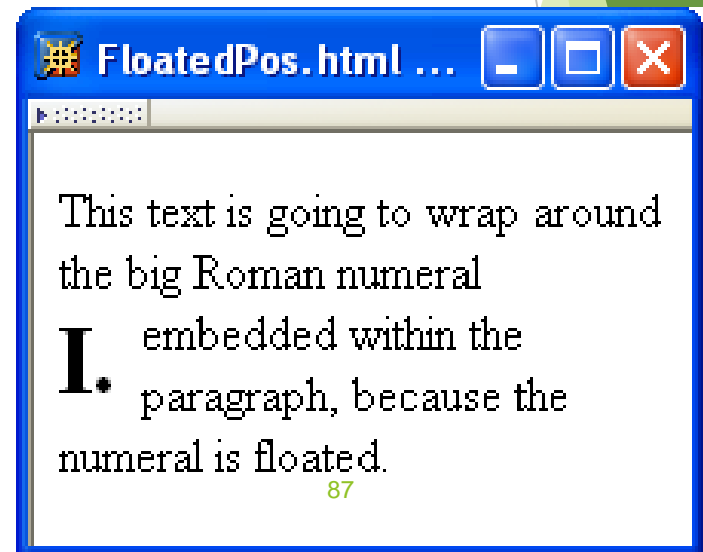 FloatedPos.html ...
This text is going to wrap around
the big Roman numeral
I. embedded within the
paragraph, because the
numeral is floated.
87